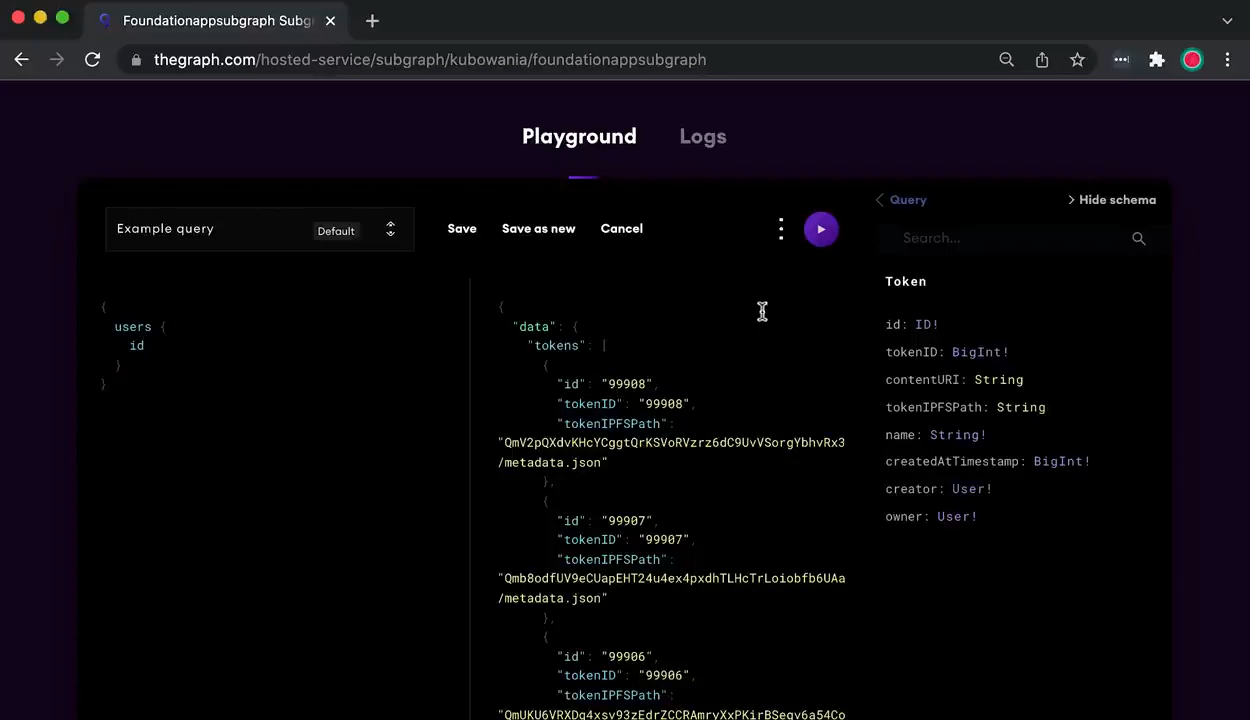 Foundationappsubgraph Subg
thegraph.com/hosted-service/subgraph/kubowania/foundationappsubgraph
Playground
Logs
Example query
Default
Save
Save as new
Cancel
Query
Hide schema
Search...
{
users {
id
}
}
{
"data": {
"tokens": [
{
"id": "99908",
"tokenID": "99908",
"tokenIPFSPath":
"QmV2pQXdvKHcYCggtQrKSVoRVzrz6dC9UvVSorgYbhvRx3
/metadata.json"
},
{
"id": "99907",
"tokenID": "99907",
"tokenIPFSPath":
"Qmb8odfUV9eCUapEHT24u4ex4pxdhTLHcTrLoiobfb6UAa
/metadata.json"
},
{
"id": "99906",
"tokenID": "99906",
"tokenIPFSPath":
Token
id: ID!
tokenID: BigInt!
contentURI: String
tokenIPFSPath: String
name: String!
createdAtTimestamp: BigInt!
creator: User!
owner: User!